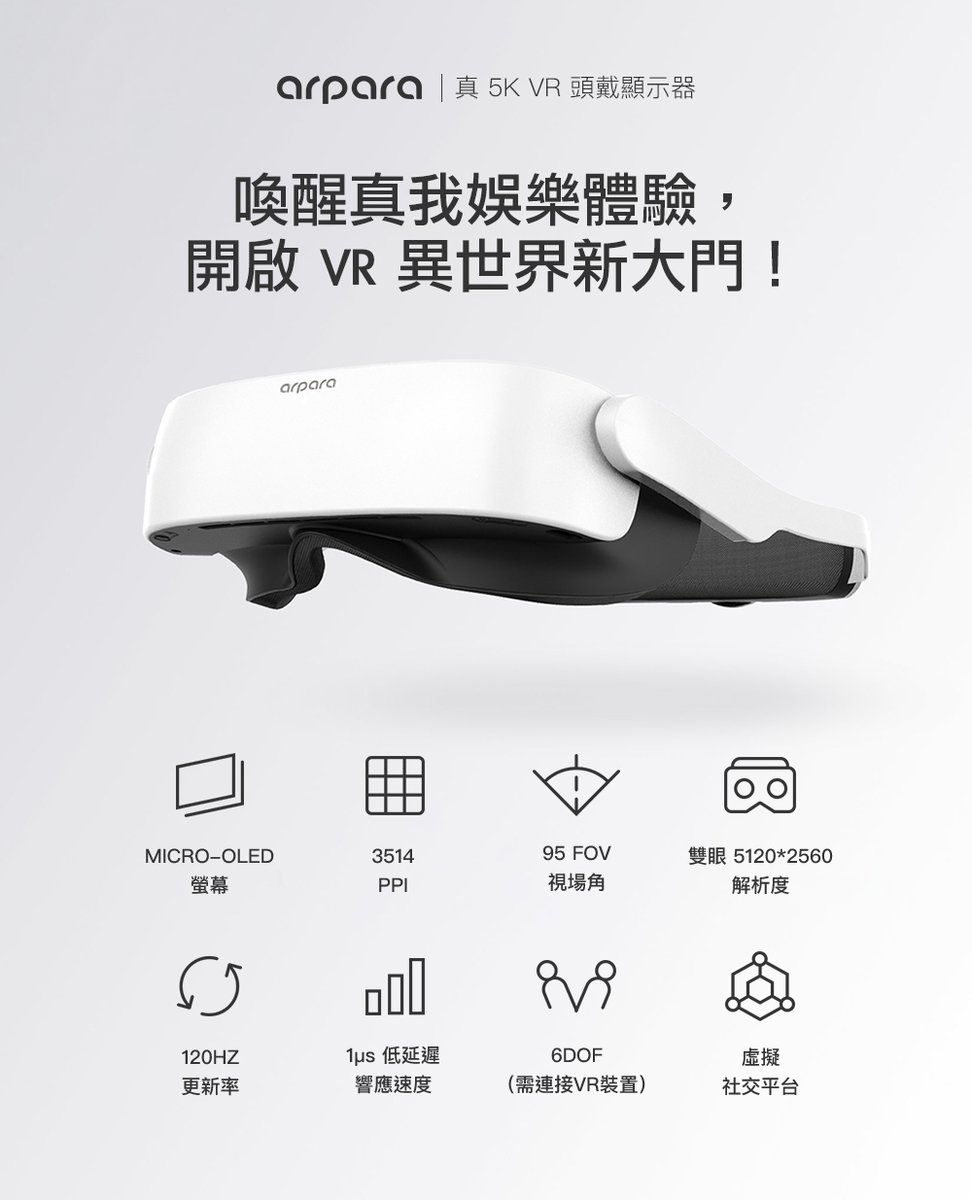 arpara | 真 5K VR 頭戴顯示器
喚醒真我娛樂體驗，
開啟 VR 異世界新大門！
arpara
MICRO-OLED
螢幕
3514
PPI
95 FOV
視場角
雙眼 5120*2560
解析度
120HZ
更新率
1µs 低延遲
響應速度
6DOF
(需連接VR裝置)
虛擬
社交平台